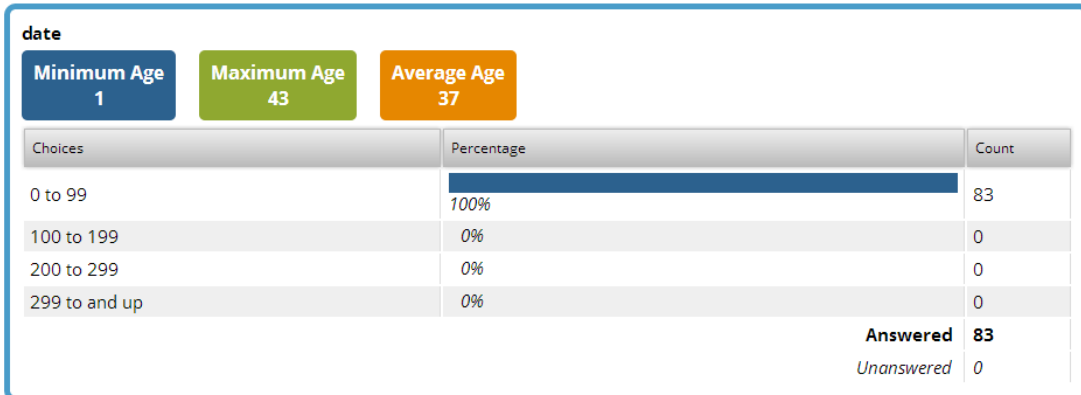 date
Minimum Age Maximum Age Average Age
1 43 37
Choices Percentage Count
0 to 99 100% 83
100 to 199 0% 0
200 to 299 0% 0
299 to and up 0% 0
Answered 83
Unanswered 0